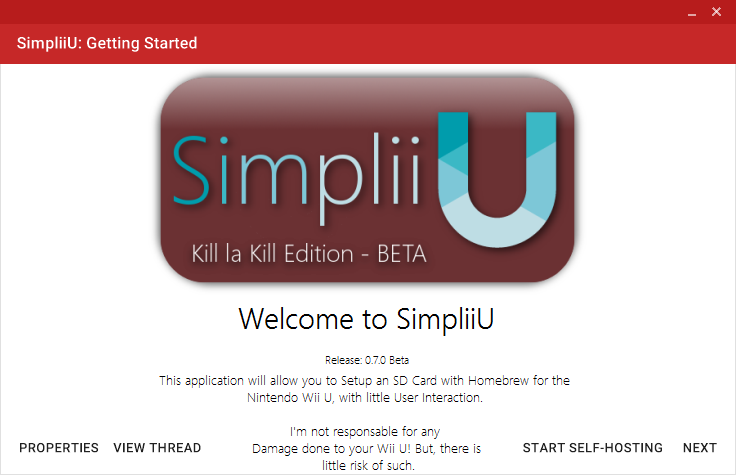 SimpliiU: Getting Started
Simplii U
Kill la Kill Edition - BETA
Welcome to SimpliiU
Release: 0.7.0 Beta
This application will allow you to Setup an SD Card with Homebrew for the
Nintendo Wii U, with little User Interaction.
I'm not responsible for any
Damage done to your Wii U! But, there is
little risk of such.
PROPERTIES VIEW THREAD START SELF-HOSTING NEXT